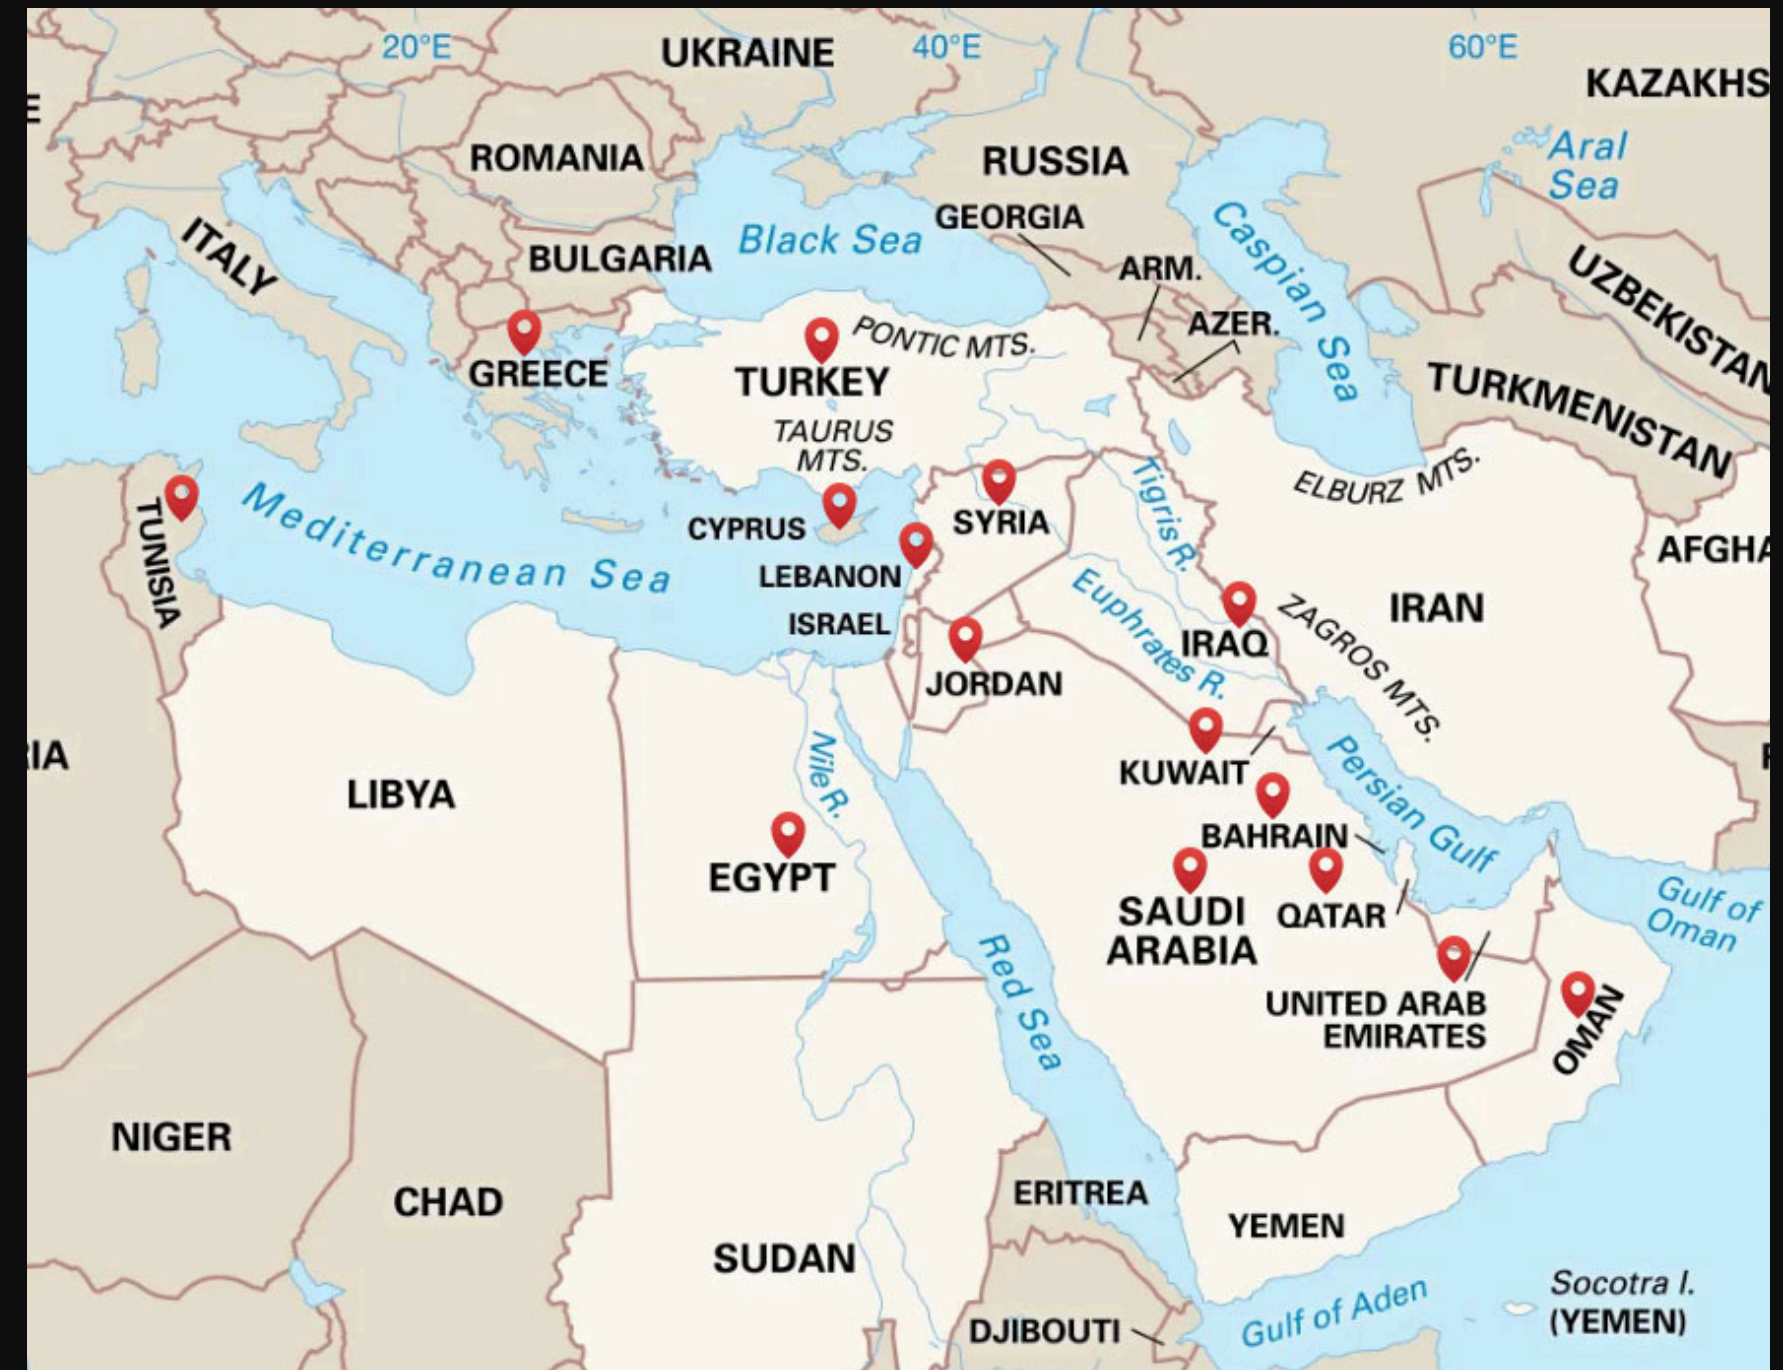 20°E
40°E
60°E
UKRAINE
KAZAKHS
E
ROMANIA
RUSSIA
Aral
Sea
GEORGIA
ITALY
BULGARIA
Black Sea
ARM.
Caspian Sea
UZBEKISTAN
AZER.
PONTIC MTS.
GREECE
TURKEY
TURKMENISTAN
TAURUS
MTS.
ELBURZ MTS.
TUNISIA
Mediterranean Sea
CYPRUS
SYRIA
Tigris R.
AFGHA
LEBANON
IRAN
ISRAEL
Euphrates R.
IRAQ
ZAGROS MTS.
JORDAN
RIA
LIBYA
Nile R.
KUWAIT
Persian Gulf
BAHRAIN
EGYPT
SAUDI
ARABIA
QATAR
Gulf of
Oman
Red Sea
UNITED ARAB
EMIRATES
OMAN
NIGER
CHAD
ERITREA
YEMEN
SUDAN
Socotra I.
(YEMEN)
DJIBOUTI
Gulf of Aden